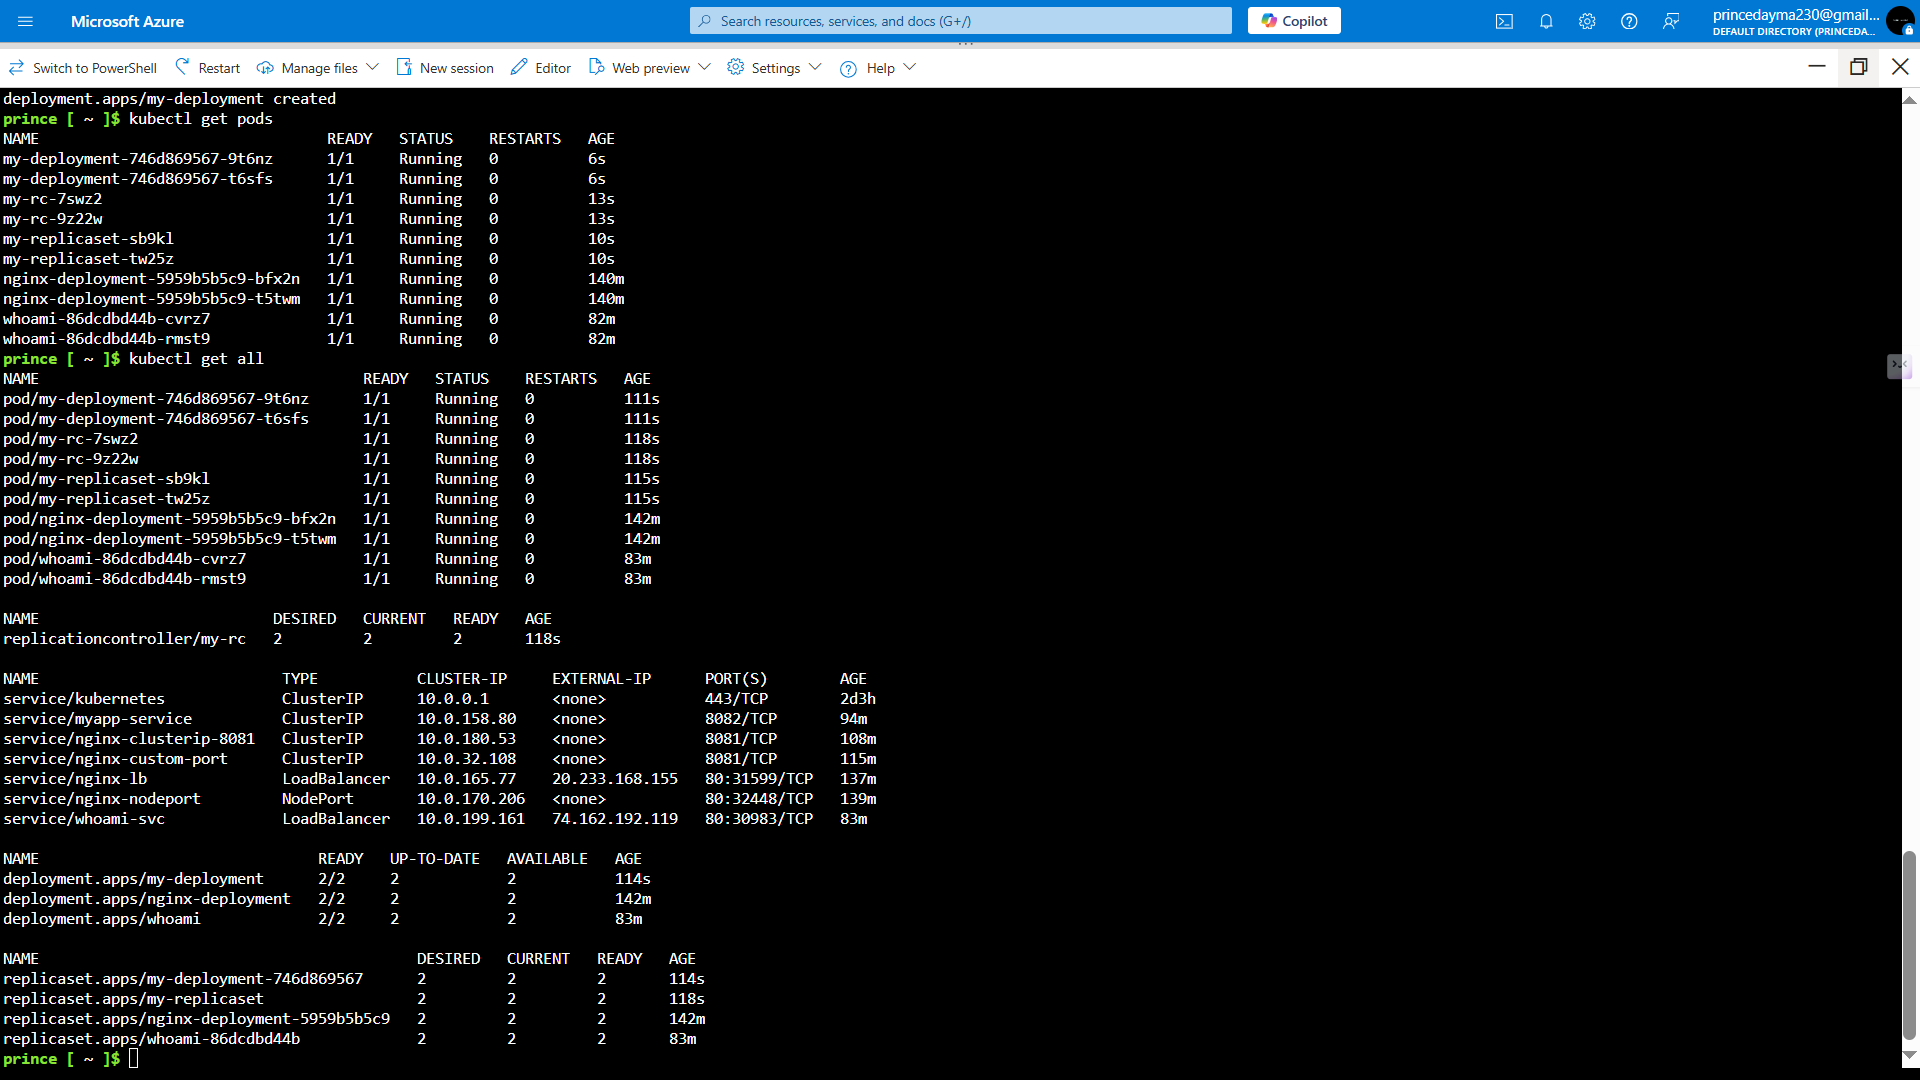 Microsoft Azure
Search resources, services, and docs (G+/)
Copilot
princedayma230@gmail...
DEFAULT DIRECTORY (PRINCEDA...
Switch to PowerShell Restart Manage files New session Editor Web preview Settings Help
deployment.apps/my-deployment created
prince [ ~ ]$ kubectl get pods
NAME READY STATUS RESTARTS AGE
my-deployment-746d869567-9t6nz 1/1 Running 0 6s
my-deployment-746d869567-t6sfs 1/1 Running 0 6s
my-rc-7swz2 1/1 Running 0 13s
my-rc-9z22w 1/1 Running 0 13s
my-replicaset-sb9kl 1/1 Running 0 10s
my-replicaset-tw25z 1/1 Running 0 10s
nginx-deployment-5959b5b5c9-bfx2n 1/1 Running 0 140m
nginx-deployment-5959b5b5c9-t5twm 1/1 Running 0 140m
whoami-86dcdbd44b-cvrz7 1/1 Running 0 82m
whoami-86dcdbd44b-rmst9 1/1 Running 0 82m
prince [ ~ ]$ kubectl get all
NAME READY STATUS RESTARTS AGE
pod/my-deployment-746d869567-9t6nz 1/1 Running 0 111s
pod/my-deployment-746d869567-t6sfs 1/1 Running 0 111s
pod/my-rc-7swz2 1/1 Running 0 118s
pod/my-rc-9z22w 1/1 Running 0 118s
pod/my-replicaset-sb9kl 1/1 Running 0 115s
pod/my-replicaset-tw25z 1/1 Running 0 115s
pod/nginx-deployment-5959b5b5c9-bfx2n 1/1 Running 0 142m
pod/nginx-deployment-5959b5b5c9-t5twm 1/1 Running 0 142m
pod/whoami-86dcdbd44b-cvrz7 1/1 Running 0 83m
pod/whoami-86dcdbd44b-rmst9 1/1 Running 0 83m
NAME DESIRED CURRENT READY AGE
replicationcontroller/my-rc 2 2 2 118s
NAME TYPE CLUSTER-IP EXTERNAL-IP PORT(S) AGE
service/kubernetes ClusterIP 10.0.0.1 <none> 443/TCP 2d3h
service/myapp-service ClusterIP 10.0.158.80 <none> 8082/TCP 94m
service/nginx-clusterip-8081 ClusterIP 10.0.180.53 <none> 8081/TCP 108m
service/nginx-custom-port ClusterIP 10.0.32.108 <none> 8081/TCP 115m
service/nginx-lb LoadBalancer 10.0.165.77 20.233.168.155 80:31599/TCP 137m
service/nginx-nodeport NodePort 10.0.170.206 <none> 80:32448/TCP 139m
service/whoami-svc LoadBalancer 10.0.199.161 74.162.192.119 80:30983/TCP 83m
NAME READY UP-TO-DATE AVAILABLE AGE
deployment.apps/my-deployment 2/2 2 2 114s
deployment.apps/nginx-deployment 2/2 2 2 142m
deployment.apps/whoami 2/2 2 2 83m
NAME DESIRED CURRENT READY AGE
replicaset.apps/my-deployment-746d869567 2 2 2 114s
replicaset.apps/my-replicaset 2 2 2 118s
replicaset.apps/nginx-deployment-5959b5b5c9 2 2 2 142m
replicaset.apps/whoami-86dcdbd44b 2 2 2 83m
prince [ ~ ]$